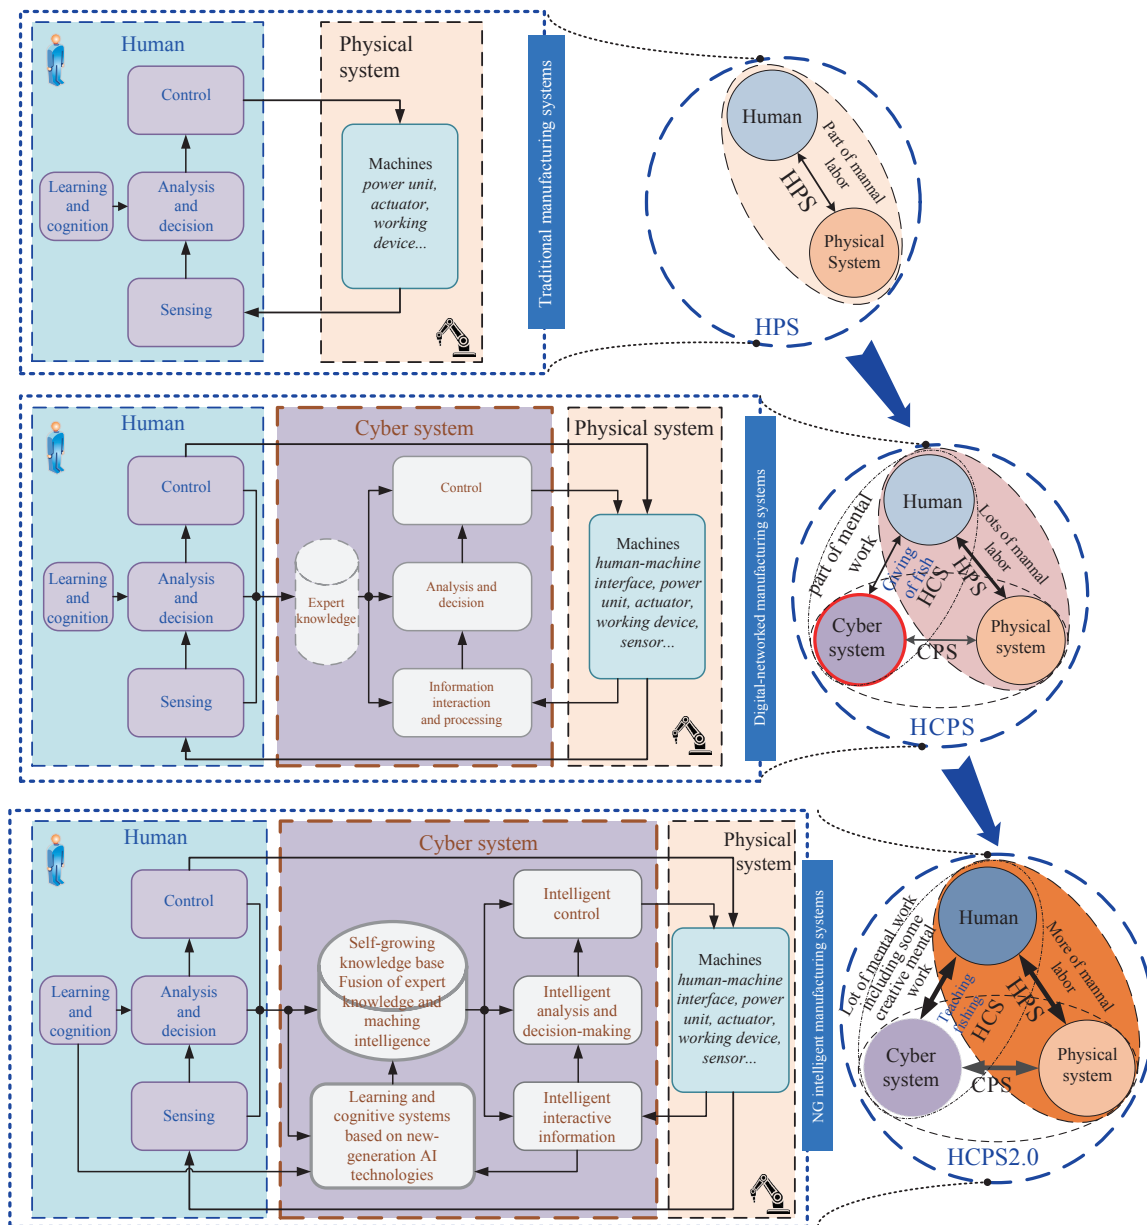 Human
Control
Learning
and
cognition
Analysis
and
decision
Sensing
Physical
system
Machines
power unit,
actuator,
working
device...
Traditional manufacturing systems
Human
Part of mannal
labor
HPS
Physical
System
HPS
Human
Control
Learning
and
cognition
Analysis
and
decision
Sensing
Cyber system
Control
Expert
knowledge
Analysis and
decision
Information
interaction
and processing
Physical system
Machines
human-machine
interface, power
unit, actuator,
working device,
sensor...
Digital-networked manufacturing systems
Human
part of mental
work
Giving
of fish
HCS
HPS
Lots of mannal
labor
Cyber
system
CPS
Physical
system
HCPS
Human
Control
Learning
and
cognition
Analysis
and
decision
Sensing
Cyber system
Self-growing
knowledge base
Fusion of expert
knowledge and
maching
intelligence
Learning and
cognitive systems
based on new-
generation AI
technologies
Intelligent
control
Intelligent
analysis and
decision-making
Intelligent
interactive
information
Physical
system
Machines
human-machine
interface, power
unit, actuator,
working device,
sensor...
NG intelligent manufacturing systems
Human
Lot of mental work
including some
creative mental
work
Teaching
fishing
HCS
HPS
More of mannal
labor
Cyber
system
CPS
Physical
system
HCPS2.0